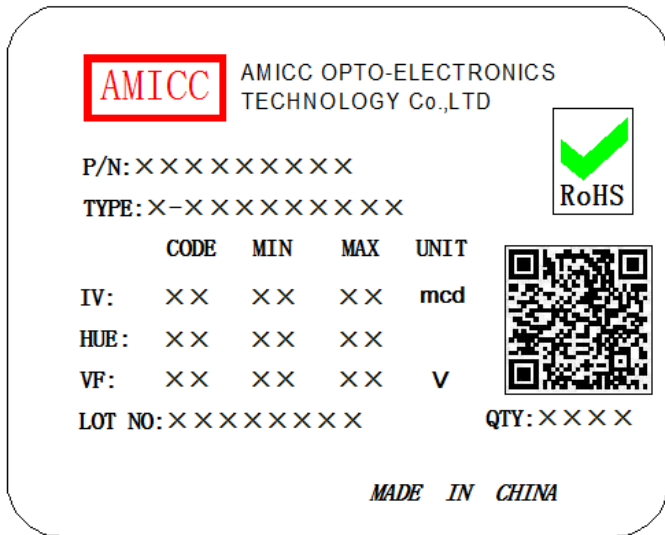 AMICC
AMICC OPTO-ELECTRONICS
TECHNOLOGY Co.,LTD
RoHS
P/N:×××××××××
TYPE:×-×××××××××
CODE MIN MAX UNIT
IV: ×× ×× ×× mcd
HUE: ×× ×× ××
VF: ×× ×× ×× V
LOT NO:××××××××
QTY:××××
MADE IN CHINA